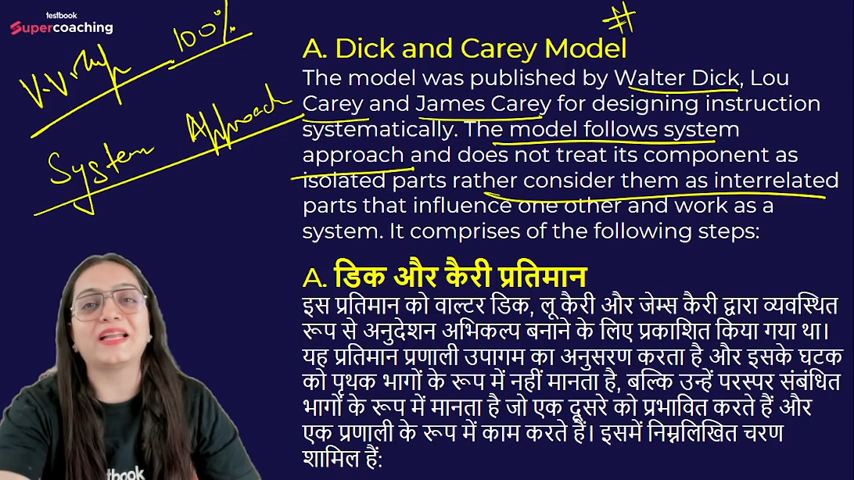 testbook
Supercoaching
V.V.Imp 100%
System Approach
#
A. Dick and Carey Model
The model was published by Walter Dick, Lou
Carey and James Carey for designing instruction
systematically. The model follows system
approach and does not treat its component as
isolated parts rather consider them as interrelated
parts that influence one other and work as a
system. It comprises of the following steps:
A. डिक और कैरी प्रतिमान
इस प्रतिमान को वाल्टर डिक, लू कैरी और जेम्स कैरी द्वारा व्यवस्थित
रूप से अनुदेशन अभिकल्प बनाने के लिए प्रकाशित किया गया था।
यह प्रतिमान प्रणाली उपागम का अनुसरण करता है और इसके घटक
को पृथक भागों के रूप में नहीं मानता है, बल्कि उन्हें परस्पर संबंधित
भागों के रूप में मानता है जो एक दूसरे को प्रभावित करते हैं और
एक प्रणाली के रूप में काम करते हैं। इसमें निम्नलिखित चरण
शामिल हैं:
testbook